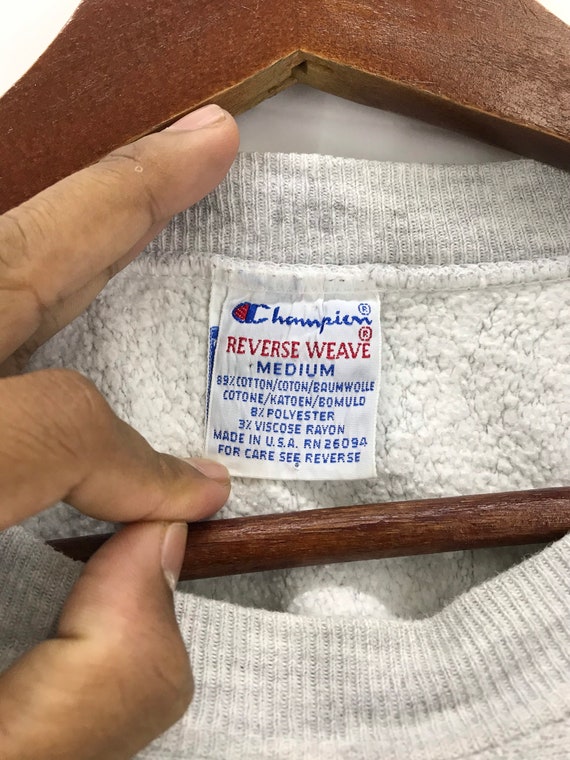 Champion®
REVERSE WEAVE®
MEDIUM
89% COTTON/COTON/BAUMWOLLE
COTONE/KATOEN/BOMULD
8% POLYESTER
3% VISCOSE RAYON
MADE IN U.S.A. RN 26094
FOR CARE SEE REVERSE